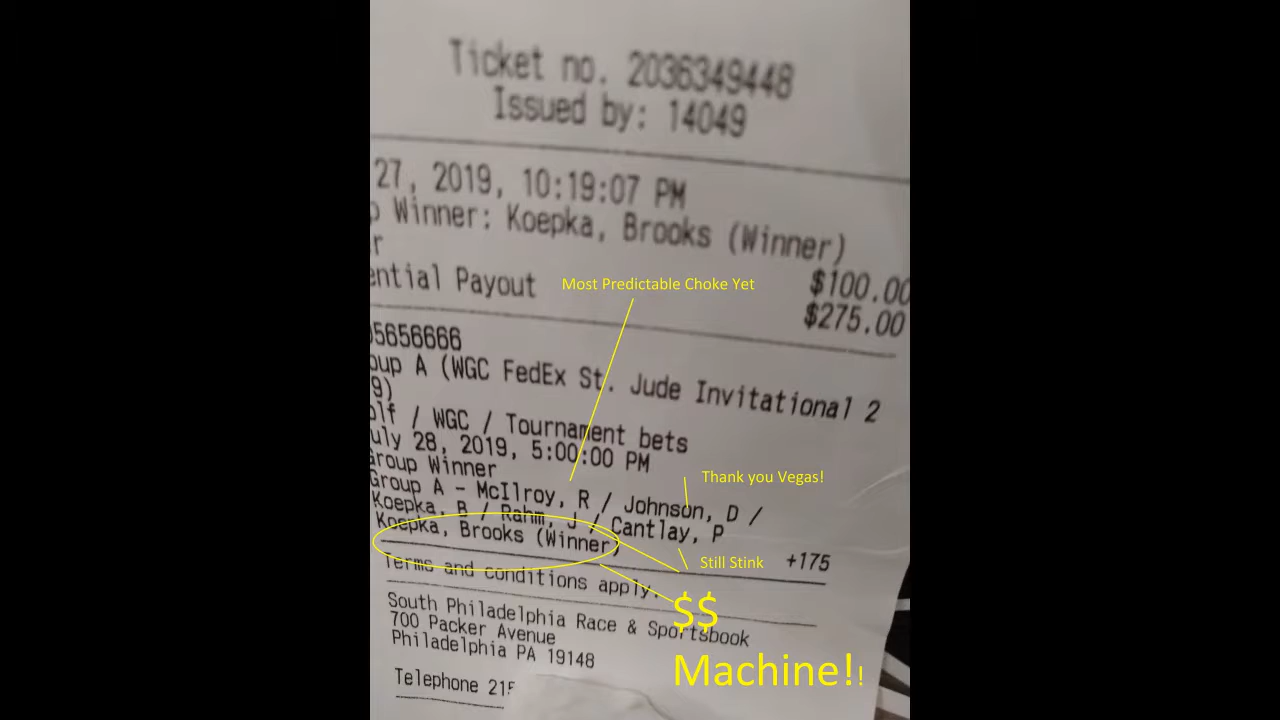 Ticket no. 2036349448
Issued by: 14049
27, 2019, 10:19:07 PM
p Winner: Koepka, Brooks (Winner)
r $100.00
ential Payout $275.00
Most Predictable Choke Yet
05656666
oup A (WGC FedEx St. Jude Invitational 2
9)
olf / WGC / Tournament bets
uly 28, 2019, 5:00:00 PM
Group Winner
Group A - McIlroy, R / Johnson, D /
Koepka, B / Rahm, J / Cantlay, P
Koepka, Brooks (Winner) +175
Thank you Vegas!
Still Stink
$$
Machine!!
Terms and conditions apply.
South Philadelphia Race & Sportsbook
700 Packer Avenue
Philadelphia PA 19148
Telephone 215